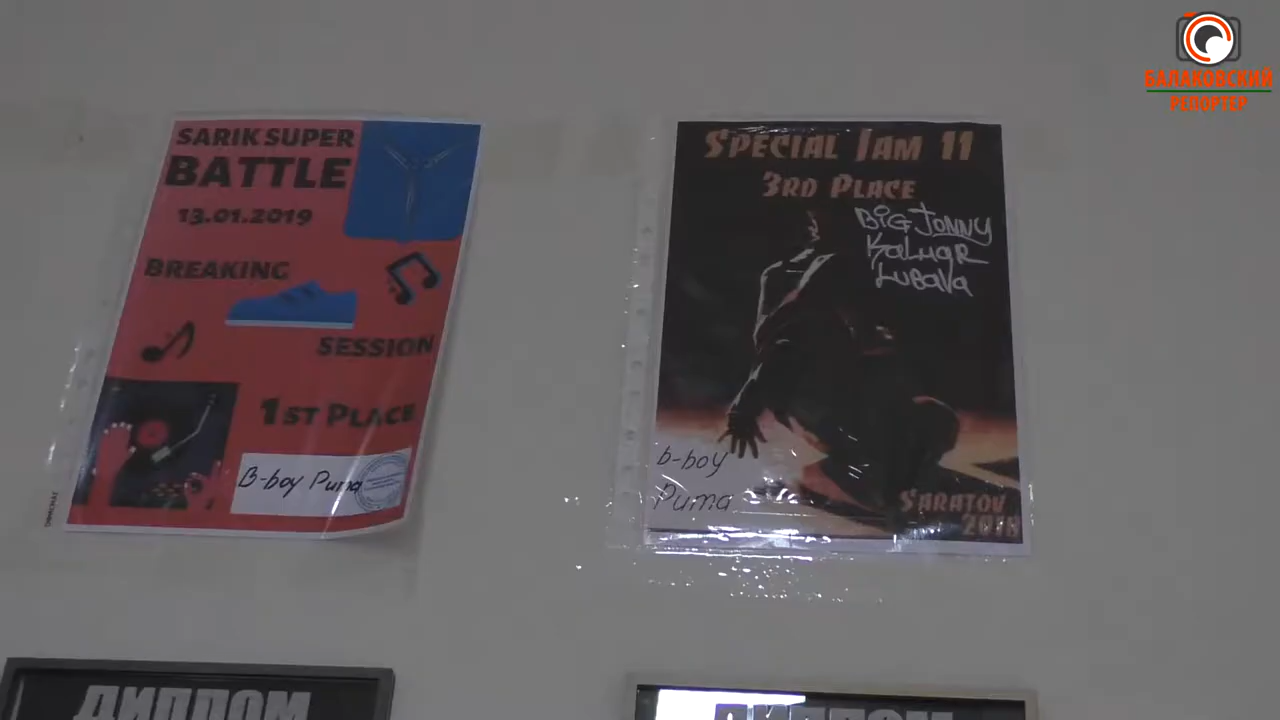 БАЛАКОВСКИЙ
РЕПОРТЕР
SARIK SUPER
BATTLE
13.01.2019
BREAKING
SESSION
1ST PLACE
B-boy Puma
SPECIAL JAM 11
3RD PLACE
BIG JONNY
KALMAR
LUBAVA
b-boy
Puma
SARATOV
ДИПЛОМ
ДИПЛОМ